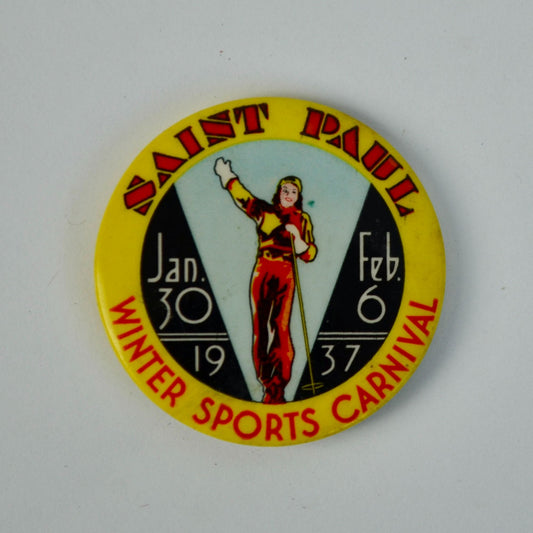 SAINT PAUL
Jan. 30
Feb. 6
19 37
WINTER SPORTS CARNIVAL